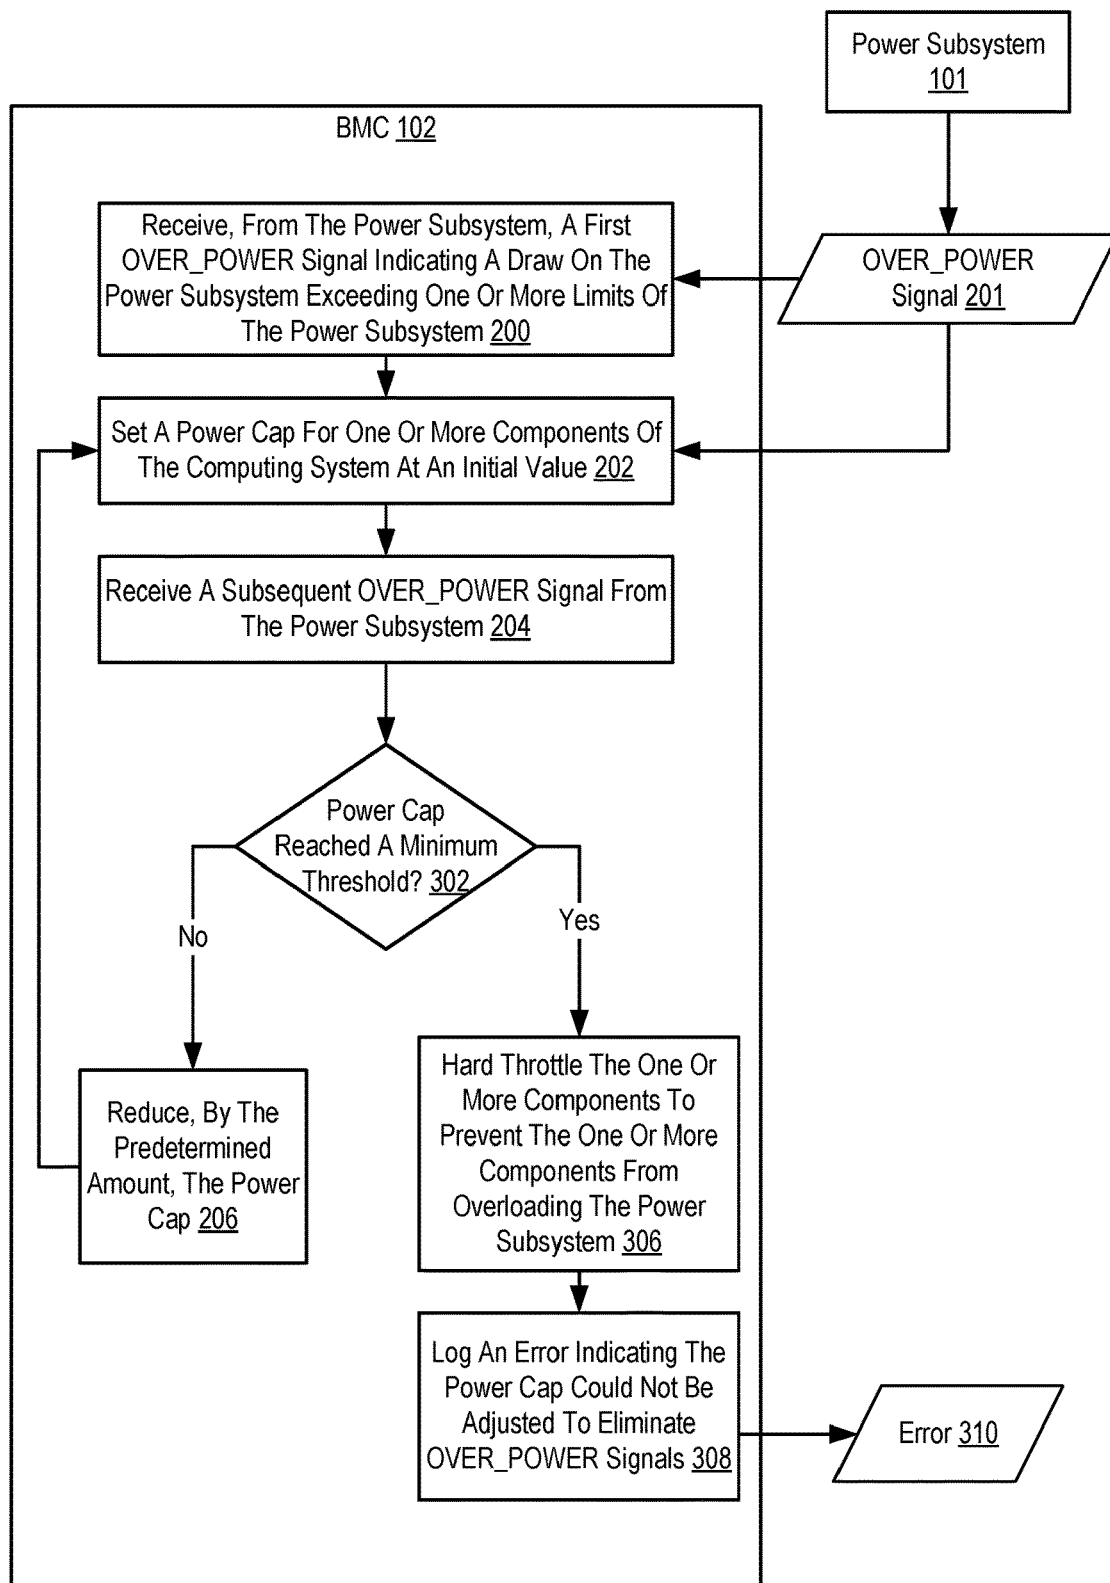 Power Subsystem
101
BMC 102
Receive, From The Power Subsystem, A First
OVER_POWER Signal Indicating A Draw On The
Power Subsystem Exceeding One Or More Limits Of
The Power Subsystem 200
OVER_POWER
Signal 201
Set A Power Cap For One Or More Components Of
The Computing System At An Initial Value 202
Receive A Subsequent OVER_POWER Signal From
The Power Subsystem 204
Power Cap
Reached A Minimum
Threshold? 302
No
Yes
Reduce, By The
Predetermined
Amount, The Power
Cap 206
Hard Throttle The One Or
More Components To
Prevent The One Or More
Components From
Overloading The Power
Subsystem 306
Log An Error Indicating The
Power Cap Could Not Be
Adjusted To Eliminate
OVER_POWER Signals 308
Error 310